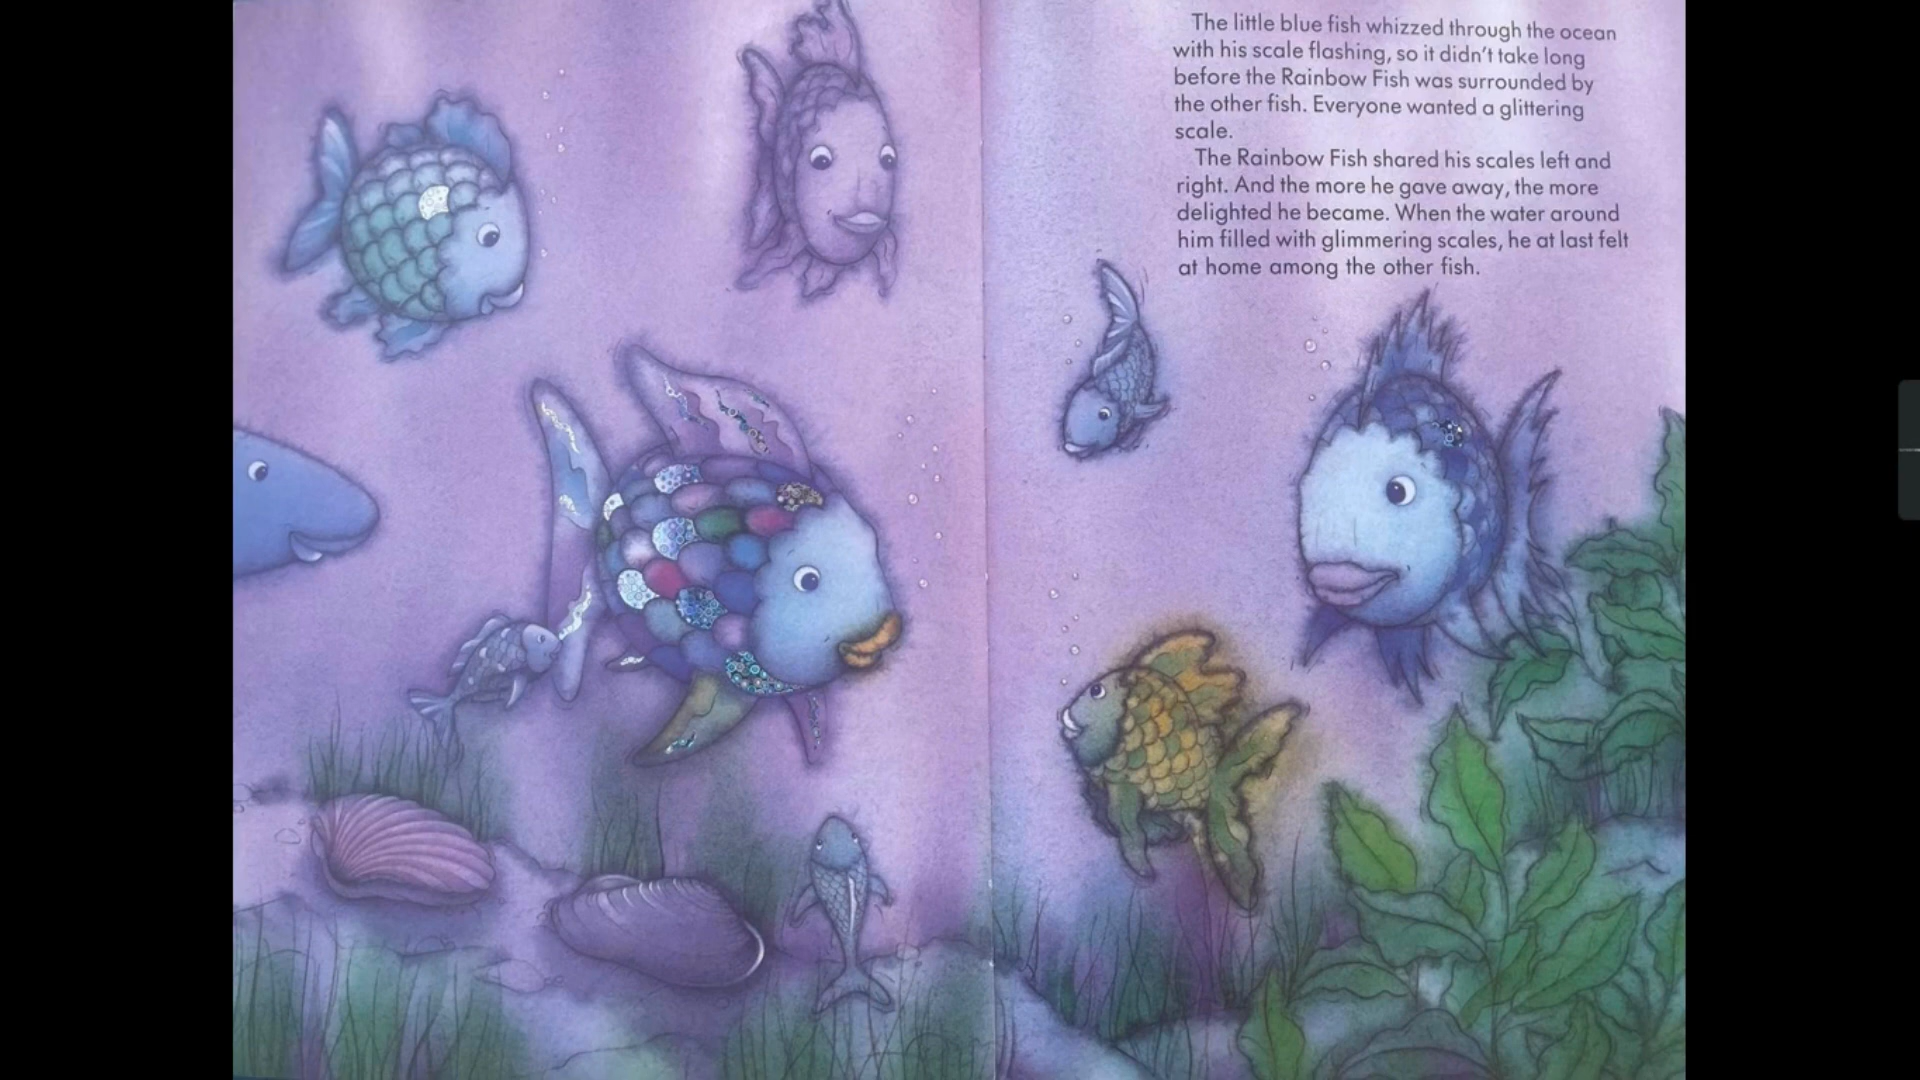 The little blue fish whizzed through the ocean
with his scale flashing, so it didn't take long
before the Rainbow Fish was surrounded by
the other fish. Everyone wanted a glittering
scale.
The Rainbow Fish shared his scales left and
right. And the more he gave away, the more
delighted he became. When the water around
him filled with glimmering scales, he at last felt
at home among the other fish.